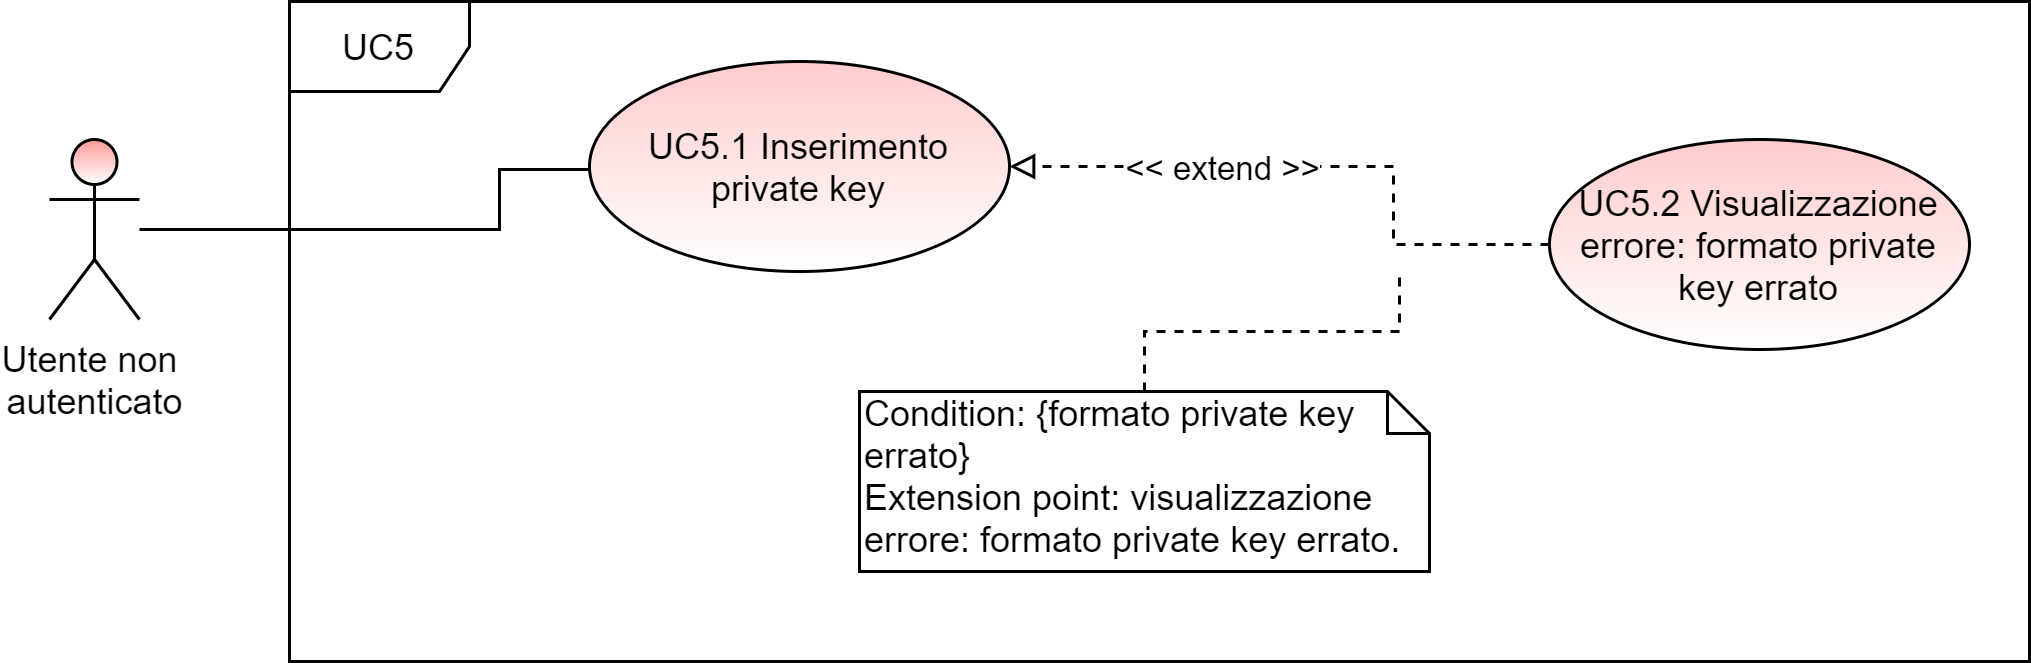 UC5
UC5.1 Inserimento
private key
<< extend >>
UC5.2 Visualizzazione
errore: formato private
key errato
Utente non
autenticato
Condition: {formato private key
errato}
Extension point: visualizzazione
errore: formato private key errato.